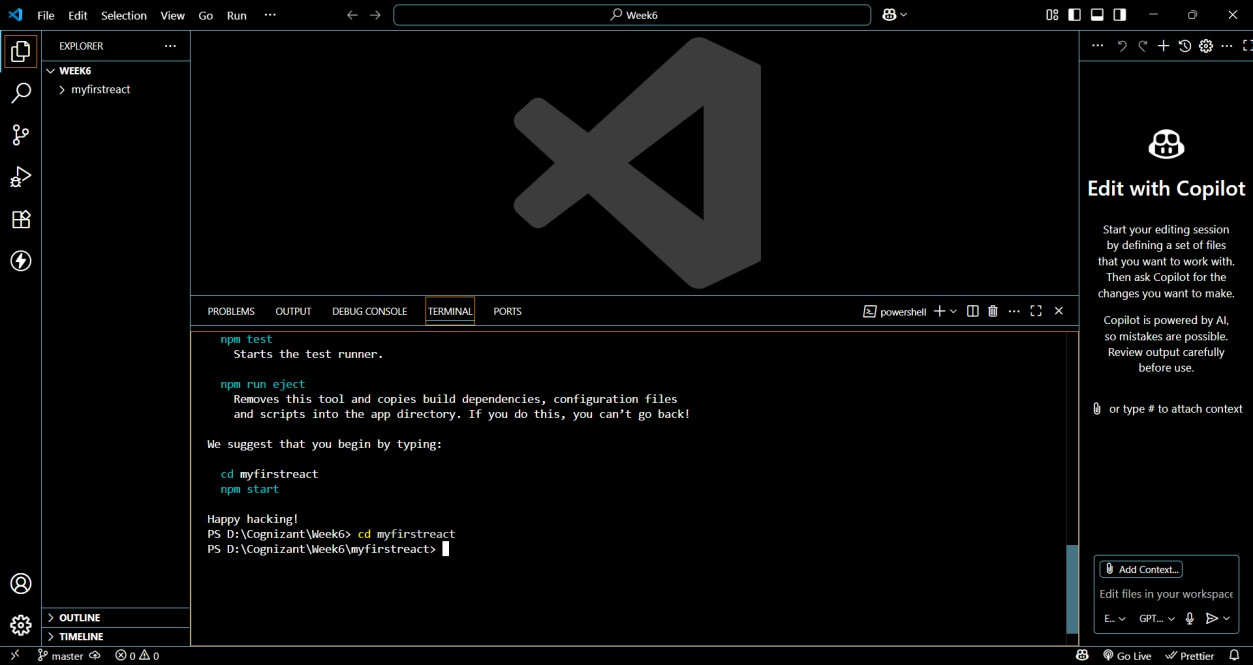 File Edit Selection View Go Run ···
Week6
EXPLORER ···
WEEK6
myfirstreact
OUTLINE
TIMELINE
PROBLEMS OUTPUT DEBUG CONSOLE TERMINAL PORTS
powershell
npm test
Starts the test runner.
npm run eject
Removes this tool and copies build dependencies, configuration files
and scripts into the app directory. If you do this, you can’t go back!
We suggest that you begin by typing:
cd myfirstreact
npm start
Happy hacking!
PS D:\Cognizant\Week6> cd myfirstreact
PS D:\Cognizant\Week6\myfirstreact>
Edit with Copilot
Start your editing session
by defining a set of files
that you want to work with.
Then ask Copilot for the
changes you want to make.
Copilot is powered by AI,
so mistakes are possible.
Review output carefully
before use.
or type # to attach context
Add Context...
Edit files in your workspace
E... GPT...
master 0 0
Go Live Prettier